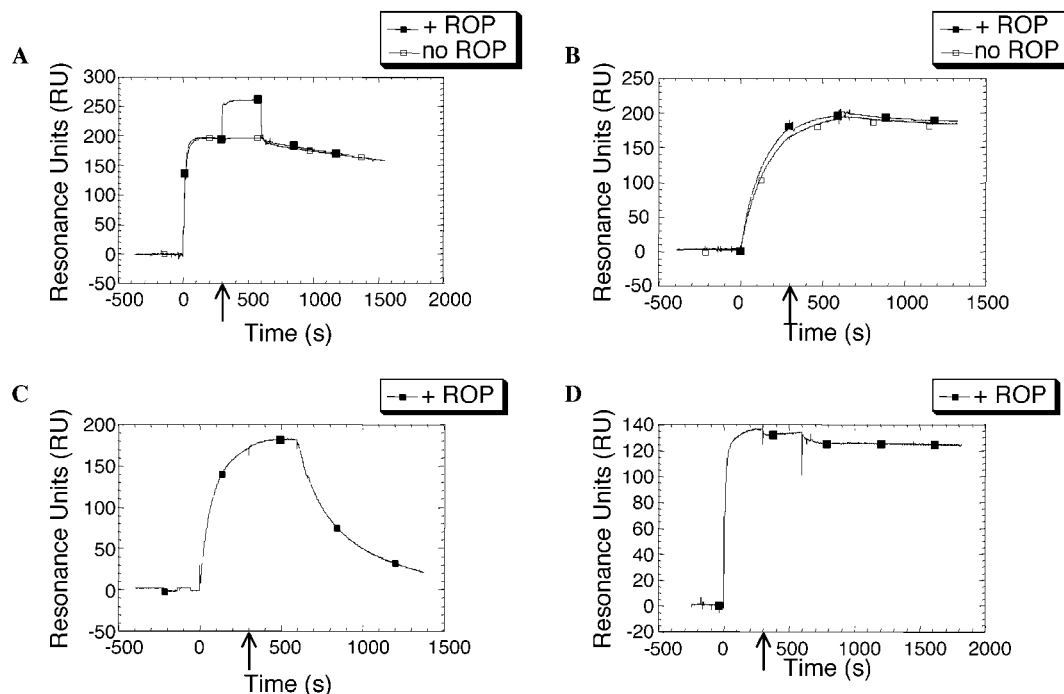 A
+ ROP
no ROP
Resonance Units (RU)
300
250
200
150
100
50
0
-50
-500 0 500 1000 1500 2000
Time (s)
B
+ ROP
no ROP
Resonance Units (RU)
250
200
150
100
50
0
-50
-500 0 500 1000 1500
Time (s)
C
+ ROP
Resonance Units (RU)
200
150
100
50
0
-50
-500 0 500 1000 1500
Time (s)
D
+ ROP
Resonance Units (RU)
140
120
100
80
60
40
20
0
-20
-500 0 500 1000 1500 2000
Time (s)